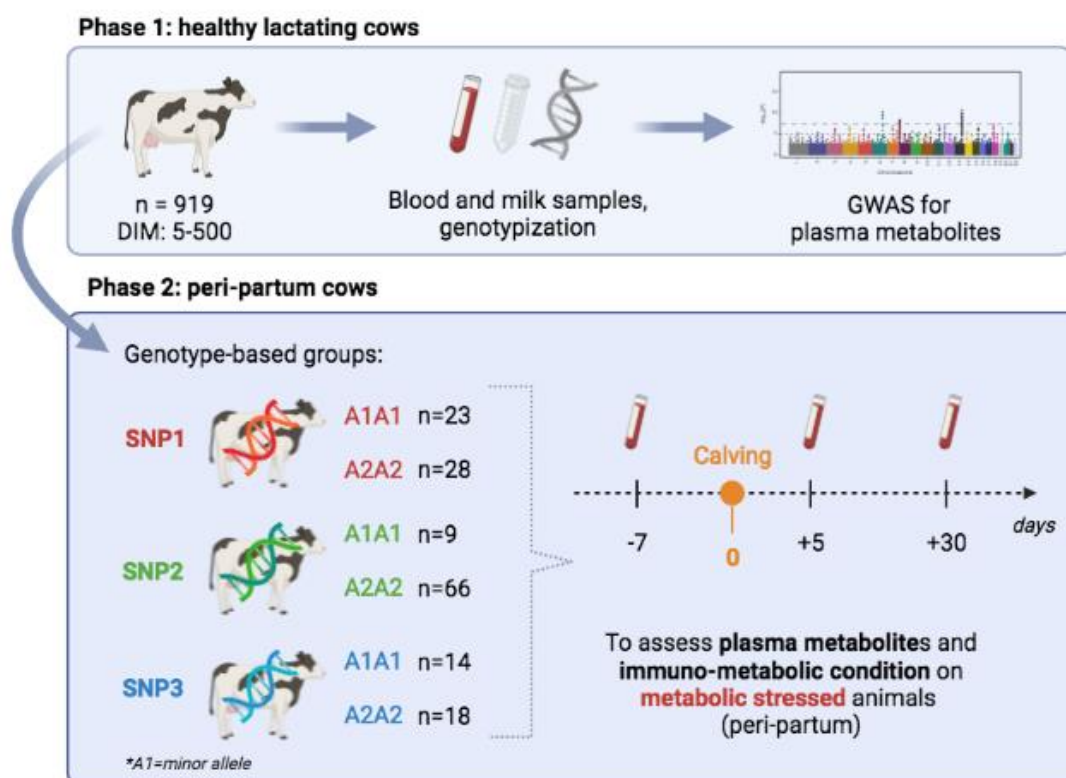 Phase 1: healthy lactating cows
n = 919
DIM: 5-500
Blood and milk samples,
genotypization
GWAS for
plasma metabolites
Phase 2: peri-partum cows
Genotype-based groups:
SNP1
A1A1 n=23
A2A2 n=28
SNP2
A1A1 n=9
A2A2 n=66
SNP3
A1A1 n=14
A2A2 n=18
*A1=minor allele
Calving
-7
0
+5
+30
days
To assess plasma metabolites and
immuno-metabolic condition on
metabolic stressed animals
(peri-partum)